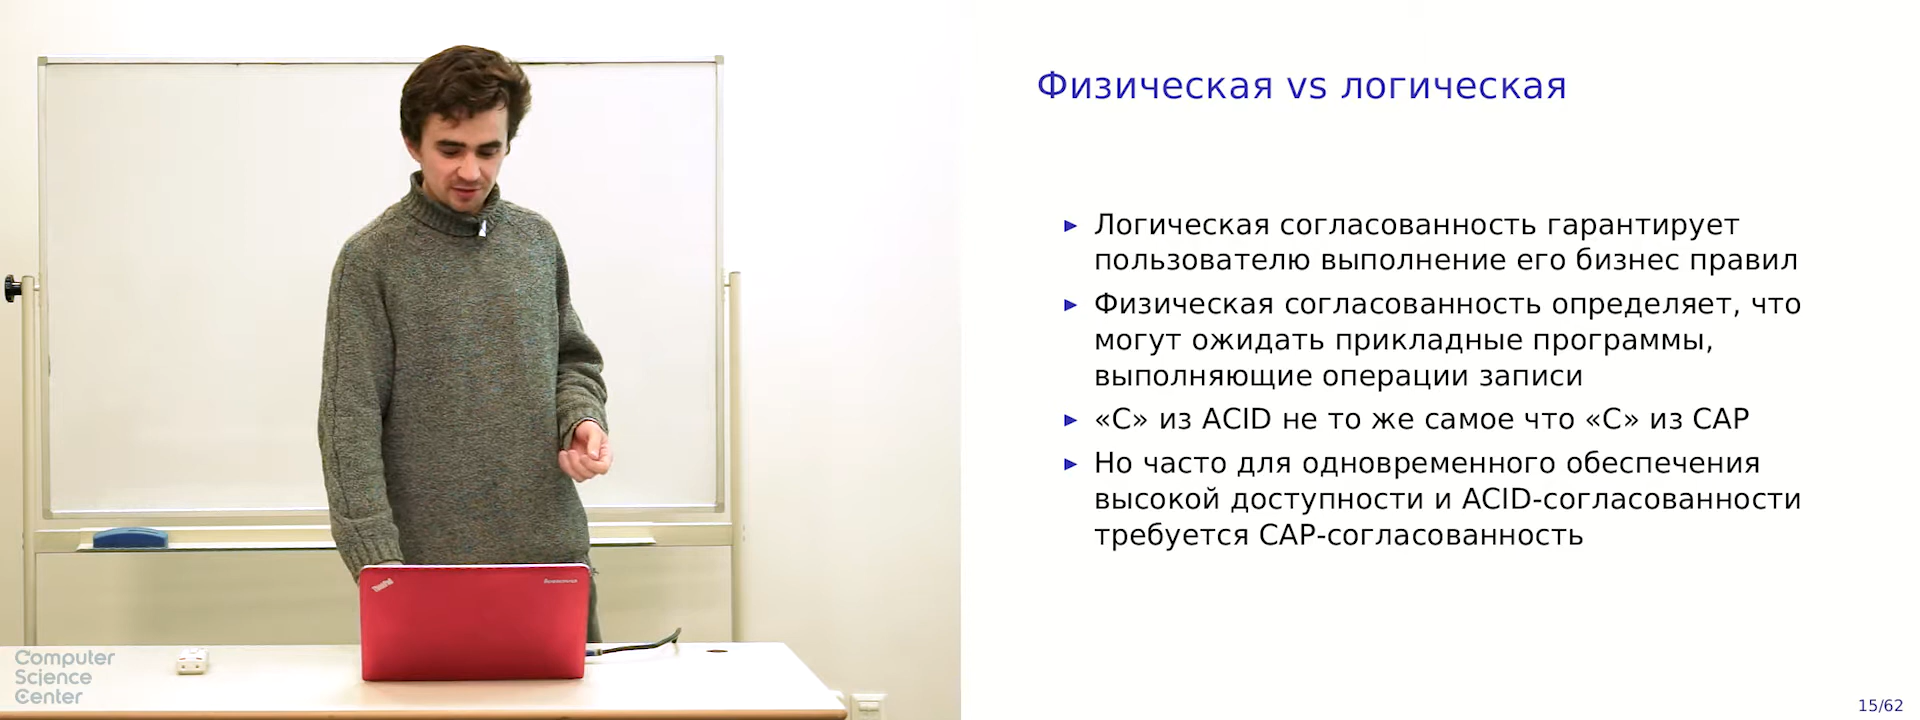 Физическая vs логическая
Логическая согласованность гарантирует
пользователю выполнение его бизнес правил
Физическая согласованность определяет, что
могут ожидать прикладные программы,
выполняющие операции записи
«C» из ACID не то же самое что «C» из CAP
Но часто для одновременного обеспечения
высокой доступности и ACID-согласованности
требуется CAP-согласованность
15/62
ThinkPad
Computer
Science
Center